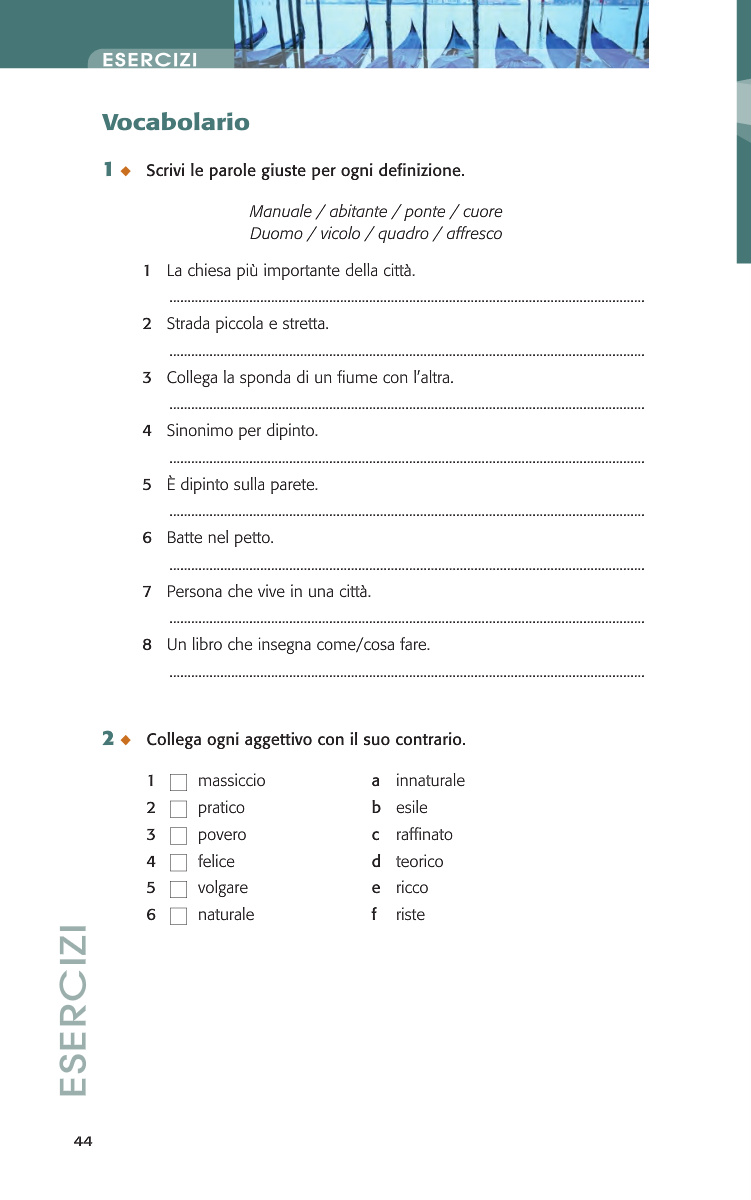 ESERCIZI
Vocabolario
1 ◆ Scrivi le parole giuste per ogni definizione.
Manuale / abitante / ponte / cuore
Duomo / vicolo / quadro / affresco
1 La chiesa più importante della città.
2 Strada piccola e stretta.
3 Collega la sponda di un fiume con l'altra.
4 Sinonimo per dipinto.
5 È dipinto sulla parete.
6 Batte nel petto.
7 Persona che vive in una città.
8 Un libro che insegna come/cosa fare.
2 ◆ Collega ogni aggettivo con il suo contrario.
1 massiccio a innaturale
2 pratico b esile
3 povero c raffinato
4 felice d teorico
5 volgare e ricco
6 naturale f riste
ESERCIZI
44